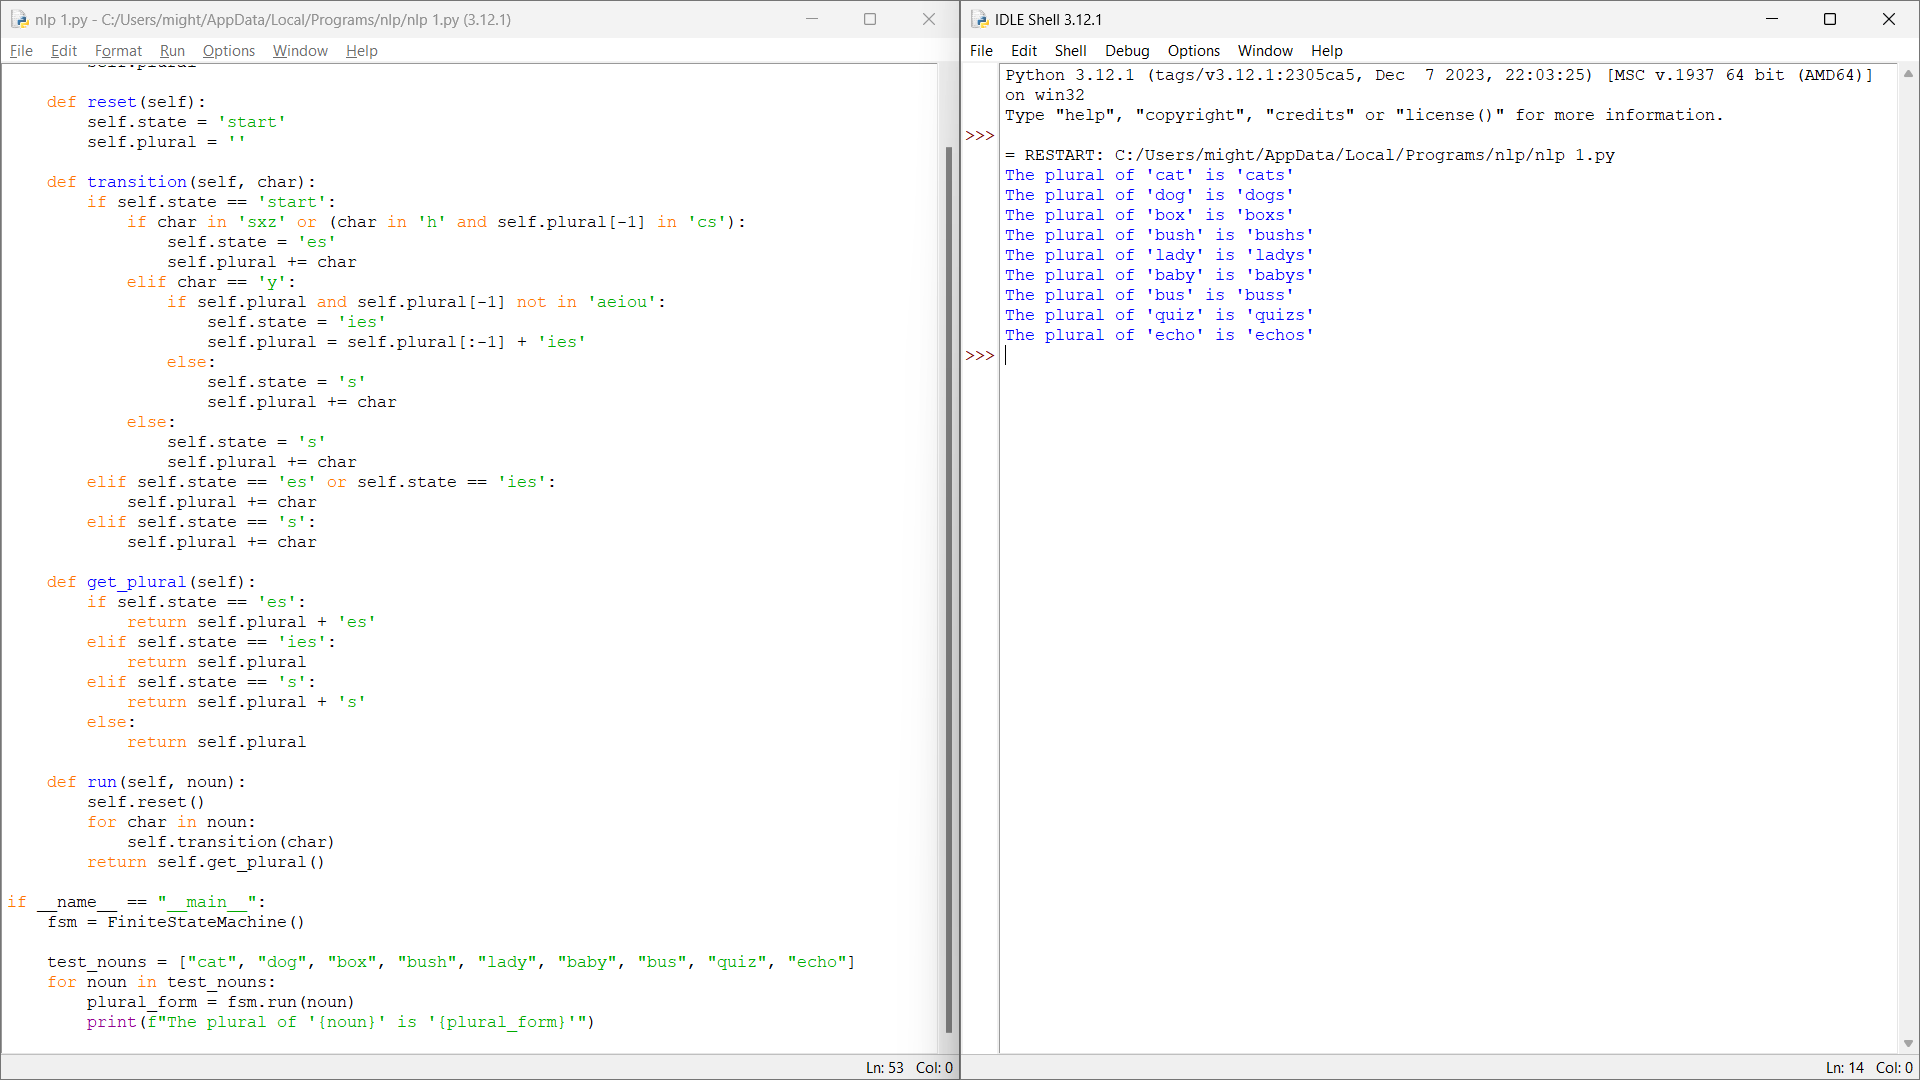 nlp 1.py - C:/Users/might/AppData/Local/Programs/nlp/nlp 1.py (3.12.1)
File Edit Format Run Options Window Help
    def reset(self):
        self.state = 'start'
        self.plural = ''
    def transition(self, char):
        if self.state == 'start':
            if char in 'sxz' or (char in 'h' and self.plural[-1] in 'cs'):
                self.state = 'es'
                self.plural += char
            elif char == 'y':
                if self.plural and self.plural[-1] not in 'aeiou':
                    self.state = 'ies'
                    self.plural = self.plural[:-1] + 'ies'
                else:
                    self.state = 's'
                    self.plural += char
            else:
                self.state = 's'
                self.plural += char
        elif self.state == 'es' or self.state == 'ies':
            self.plural += char
        elif self.state == 's':
            self.plural += char
    def get_plural(self):
        if self.state == 'es':
            return self.plural + 'es'
        elif self.state == 'ies':
            return self.plural
        elif self.state == 's':
            return self.plural + 's'
        else:
            return self.plural
    def run(self, noun):
        self.reset()
        for char in noun:
            self.transition(char)
        return self.get_plural()
if __name__ == "__main__":
    fsm = FiniteStateMachine()
    test_nouns = ["cat", "dog", "box", "bush", "lady", "baby", "bus", "quiz", "echo"]
    for noun in test_nouns:
        plural_form = fsm.run(noun)
        print(f"The plural of '{noun}' is '{plural_form}'")
Ln: 53 Col: 0
IDLE Shell 3.12.1
File Edit Shell Debug Options Window Help
Python 3.12.1 (tags/v3.12.1:2305ca5, Dec  7 2023, 22:03:25) [MSC v.1937 64 bit (AMD64)]
on win32
Type "help", "copyright", "credits" or "license()" for more information.
>>>
= RESTART: C:/Users/might/AppData/Local/Programs/nlp/nlp 1.py
The plural of 'cat' is 'cats'
The plural of 'dog' is 'dogs'
The plural of 'box' is 'boxs'
The plural of 'bush' is 'bushs'
The plural of 'lady' is 'ladys'
The plural of 'baby' is 'babys'
The plural of 'bus' is 'buss'
The plural of 'quiz' is 'quizs'
The plural of 'echo' is 'echos'
>>>
Ln: 14 Col: 0